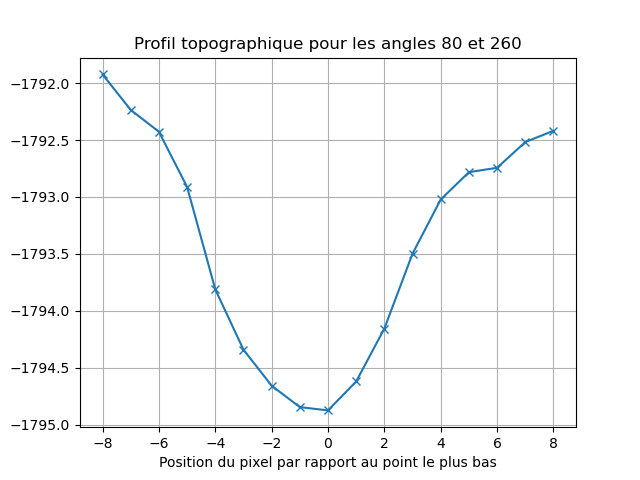 Profil topographique pour les angles 80 et 260
−1792.0
−1792.5
−1793.0
−1793.5
−1794.0
−1794.5
−1795.0
−8 −6 −4 −2 0 2 4 6 8
Position du pixel par rapport au point le plus bas